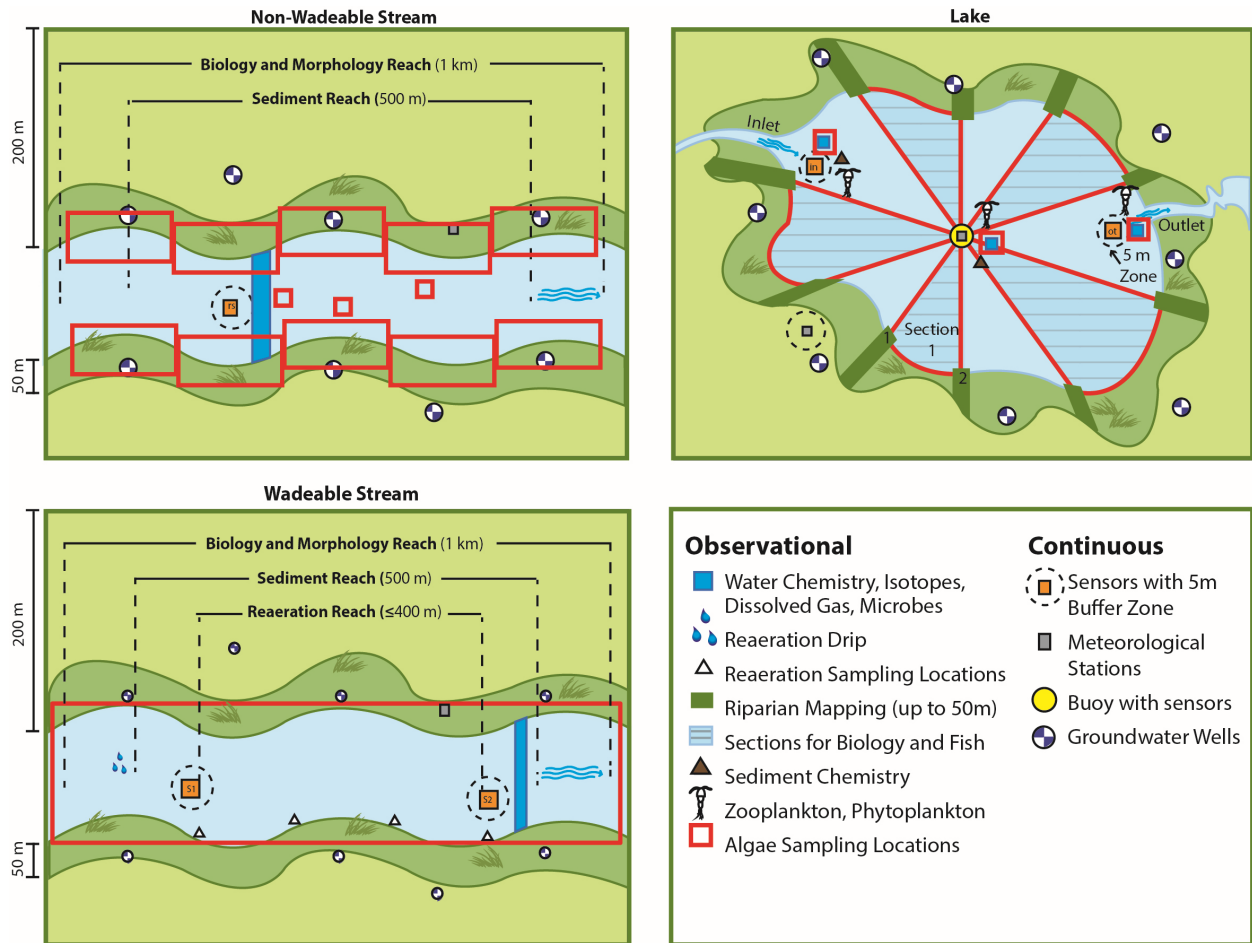 Non-Wadeable Stream
Biology and Morphology Reach (1 km)
Sediment Reach (500 m)
200 m
50 m
rs
Lake
Inlet
in
ot
Outlet
5 m
Zone
Section
1
1
2
Wadeable Stream
Biology and Morphology Reach (1 km)
Sediment Reach (500 m)
Reaeration Reach (≤400 m)
200 m
50 m
S1
S2
Observational
Water Chemistry, Isotopes,
Dissolved Gas, Microbes
Reaeration Drip
Reaeration Sampling Locations
Riparian Mapping (up to 50m)
Sections for Biology and Fish
Sediment Chemistry
Zooplankton, Phytoplankton
Algae Sampling Locations
Continuous
Sensors with 5m
Buffer Zone
Meteorological
Stations
Buoy with sensors
Groundwater Wells